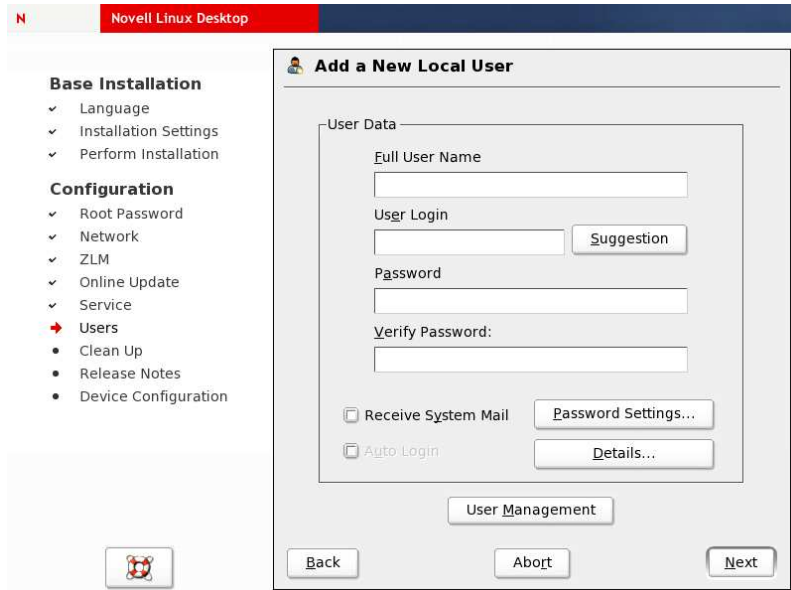 N
Novell Linux Desktop
Base Installation
Language
Installation Settings
Perform Installation
Configuration
Root Password
Network
ZLM
Online Update
Service
Users
Clean Up
Release Notes
Device Configuration
Add a New Local User
User Data
Full User Name
User Login
Suggestion
Password
Verify Password:
Receive System Mail
Password Settings...
Auto Login
Details...
User Management
Back
Abort
Next